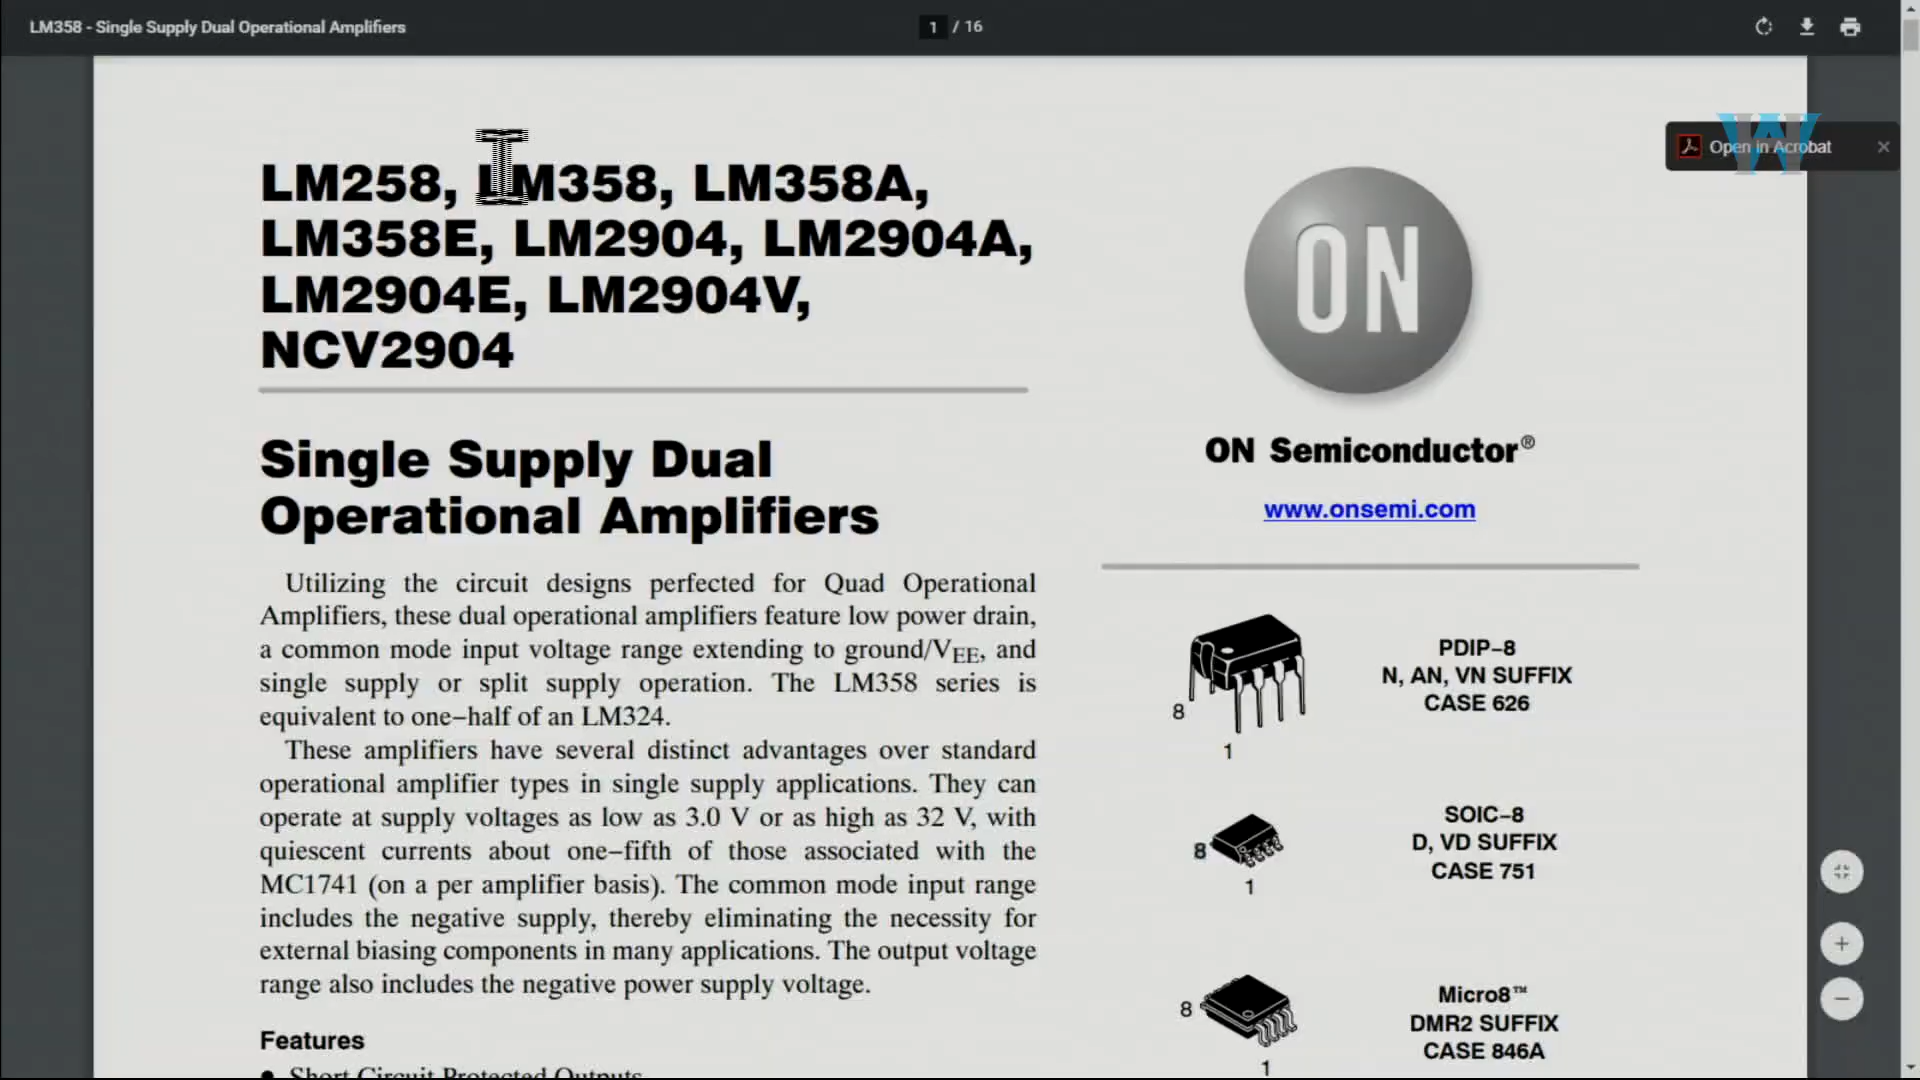 LM358 - Single Supply Dual Operational Amplifiers
1 / 16
W
Open in Acrobat
LM258, LM358, LM358A,
LM358E, LM2904, LM2904A,
LM2904E, LM2904V,
NCV2904
Single Supply Dual
Operational Amplifiers
Utilizing the circuit designs perfected for Quad Operational
Amplifiers, these dual operational amplifiers feature low power drain,
a common mode input voltage range extending to ground/VEE, and
single supply or split supply operation. The LM358 series is
equivalent to one−half of an LM324.
These amplifiers have several distinct advantages over standard
operational amplifier types in single supply applications. They can
operate at supply voltages as low as 3.0 V or as high as 32 V, with
quiescent currents about one−fifth of those associated with the
MC1741 (on a per amplifier basis). The common mode input range
includes the negative supply, thereby eliminating the necessity for
external biasing components in many applications. The output voltage
range also includes the negative power supply voltage.
Features
● Short Circuit Protected Outputs
ON
ON Semiconductor®
www.onsemi.com
PDIP−8
N, AN, VN SUFFIX
CASE 626
8
1
SOIC−8
D, VD SUFFIX
CASE 751
8
1
Micro8™
DMR2 SUFFIX
CASE 846A
8
1